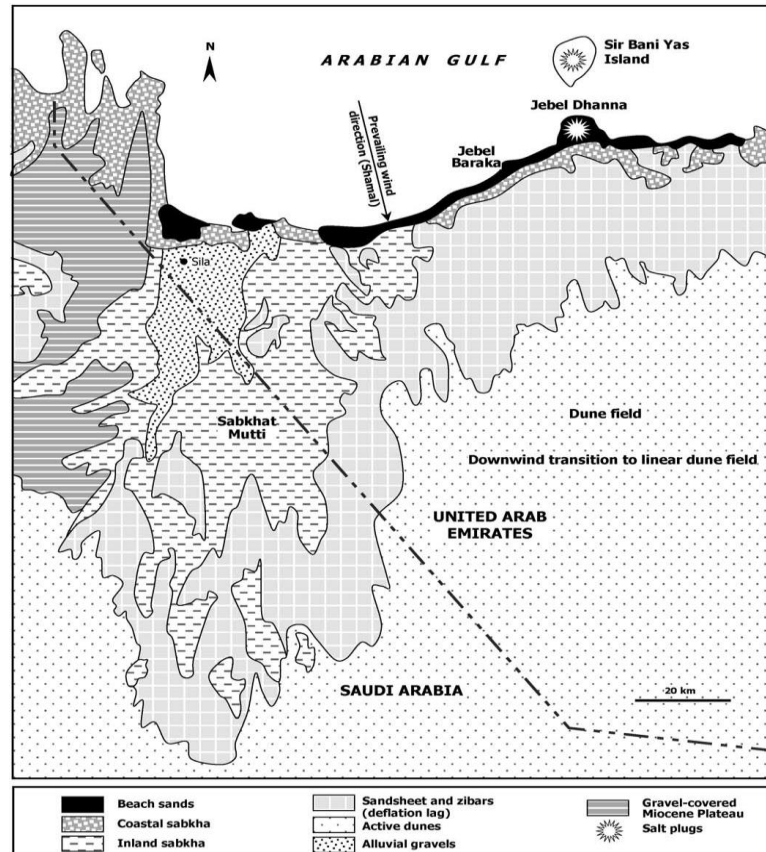 N
ARABIAN GULF
Sir Bani Yas
Island
Jebel Dhanna
Jebel
Baraka
Prevailing wind
direction (Shamal)
Sila
Sabkhat
Mutti
Dune field
Downwind transition to linear dune field
UNITED ARAB
EMIRATES
SAUDI ARABIA
20 km
Beach sands
Coastal sabkha
Inland sabkha
Sandsheet and zibars
(deflation lag)
Active dunes
Alluvial gravels
Gravel-covered
Miocene Plateau
Salt plugs